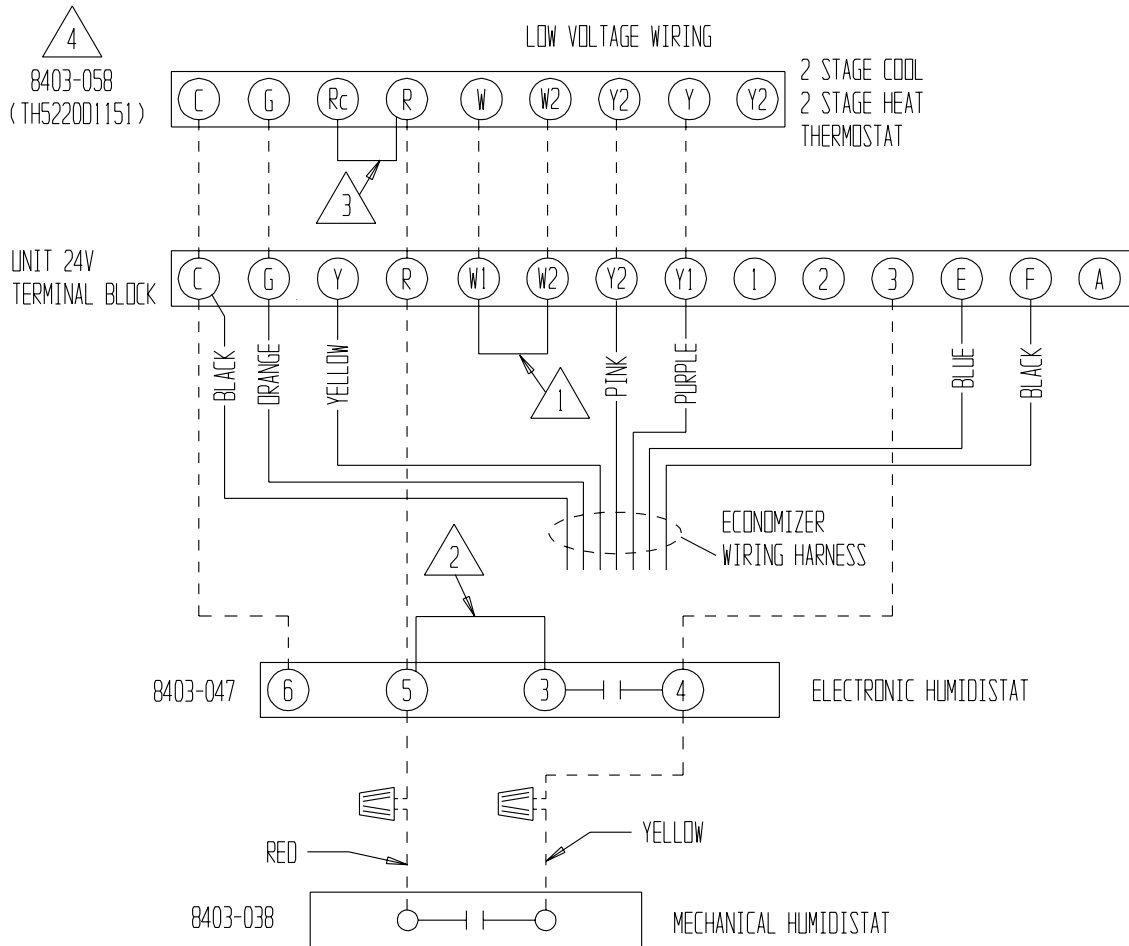 4
LOW VOLTAGE WIRING
8403-058
(TH5220D1151)
C G Rc R W W2 Y2 Y Y2
2 STAGE COOL
2 STAGE HEAT
THERMOSTAT
3
UNIT 24V
TERMINAL BLOCK
C G Y R W1 W2 Y2 Y1 1 2 3 E F A
BLACK
ORANGE
YELLOW
PINK
PURPLE
BLUE
BLACK
1
ECONOMIZER
WIRING HARNESS
2
8403-047
6 5 3 4
ELECTRONIC HUMIDISTAT
RED
YELLOW
8403-038
MECHANICAL HUMIDISTAT